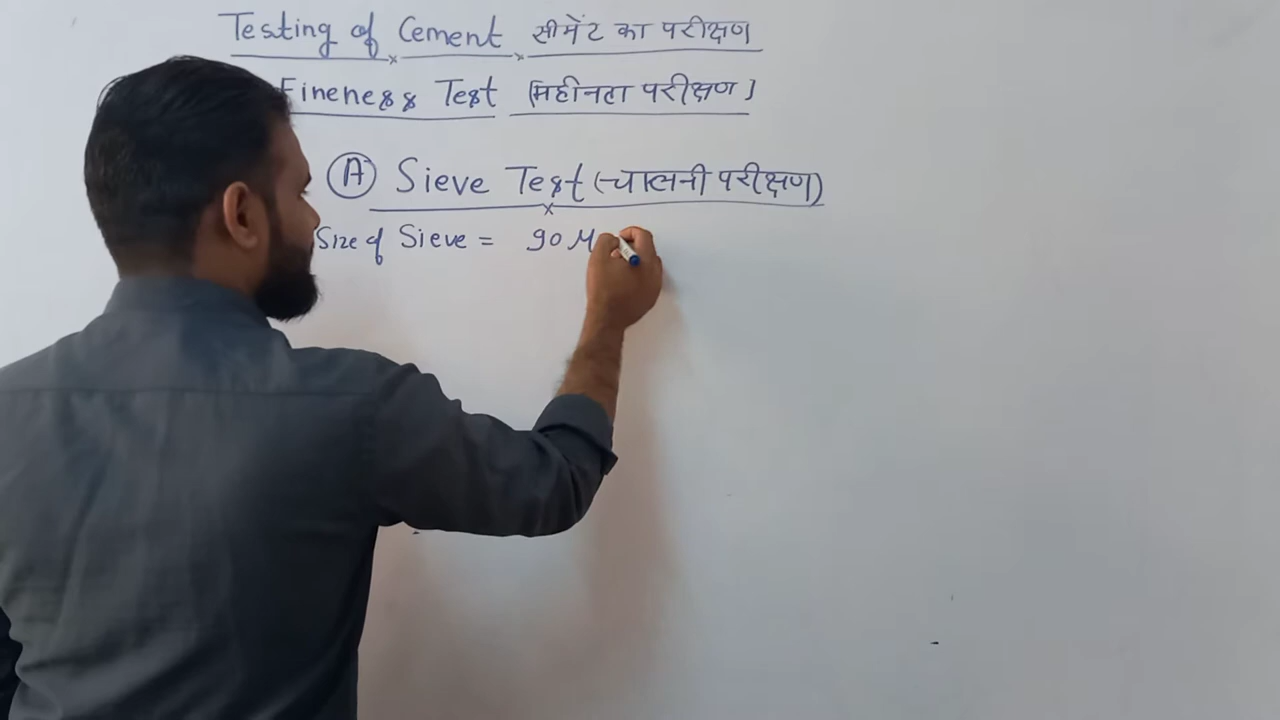 Testing of Cement सीमेंट का परीक्षण
Fineness Test (महीनता परीक्षण)
(A) Sieve Test (चालनी परीक्षण)
Size of Sieve = 90 M